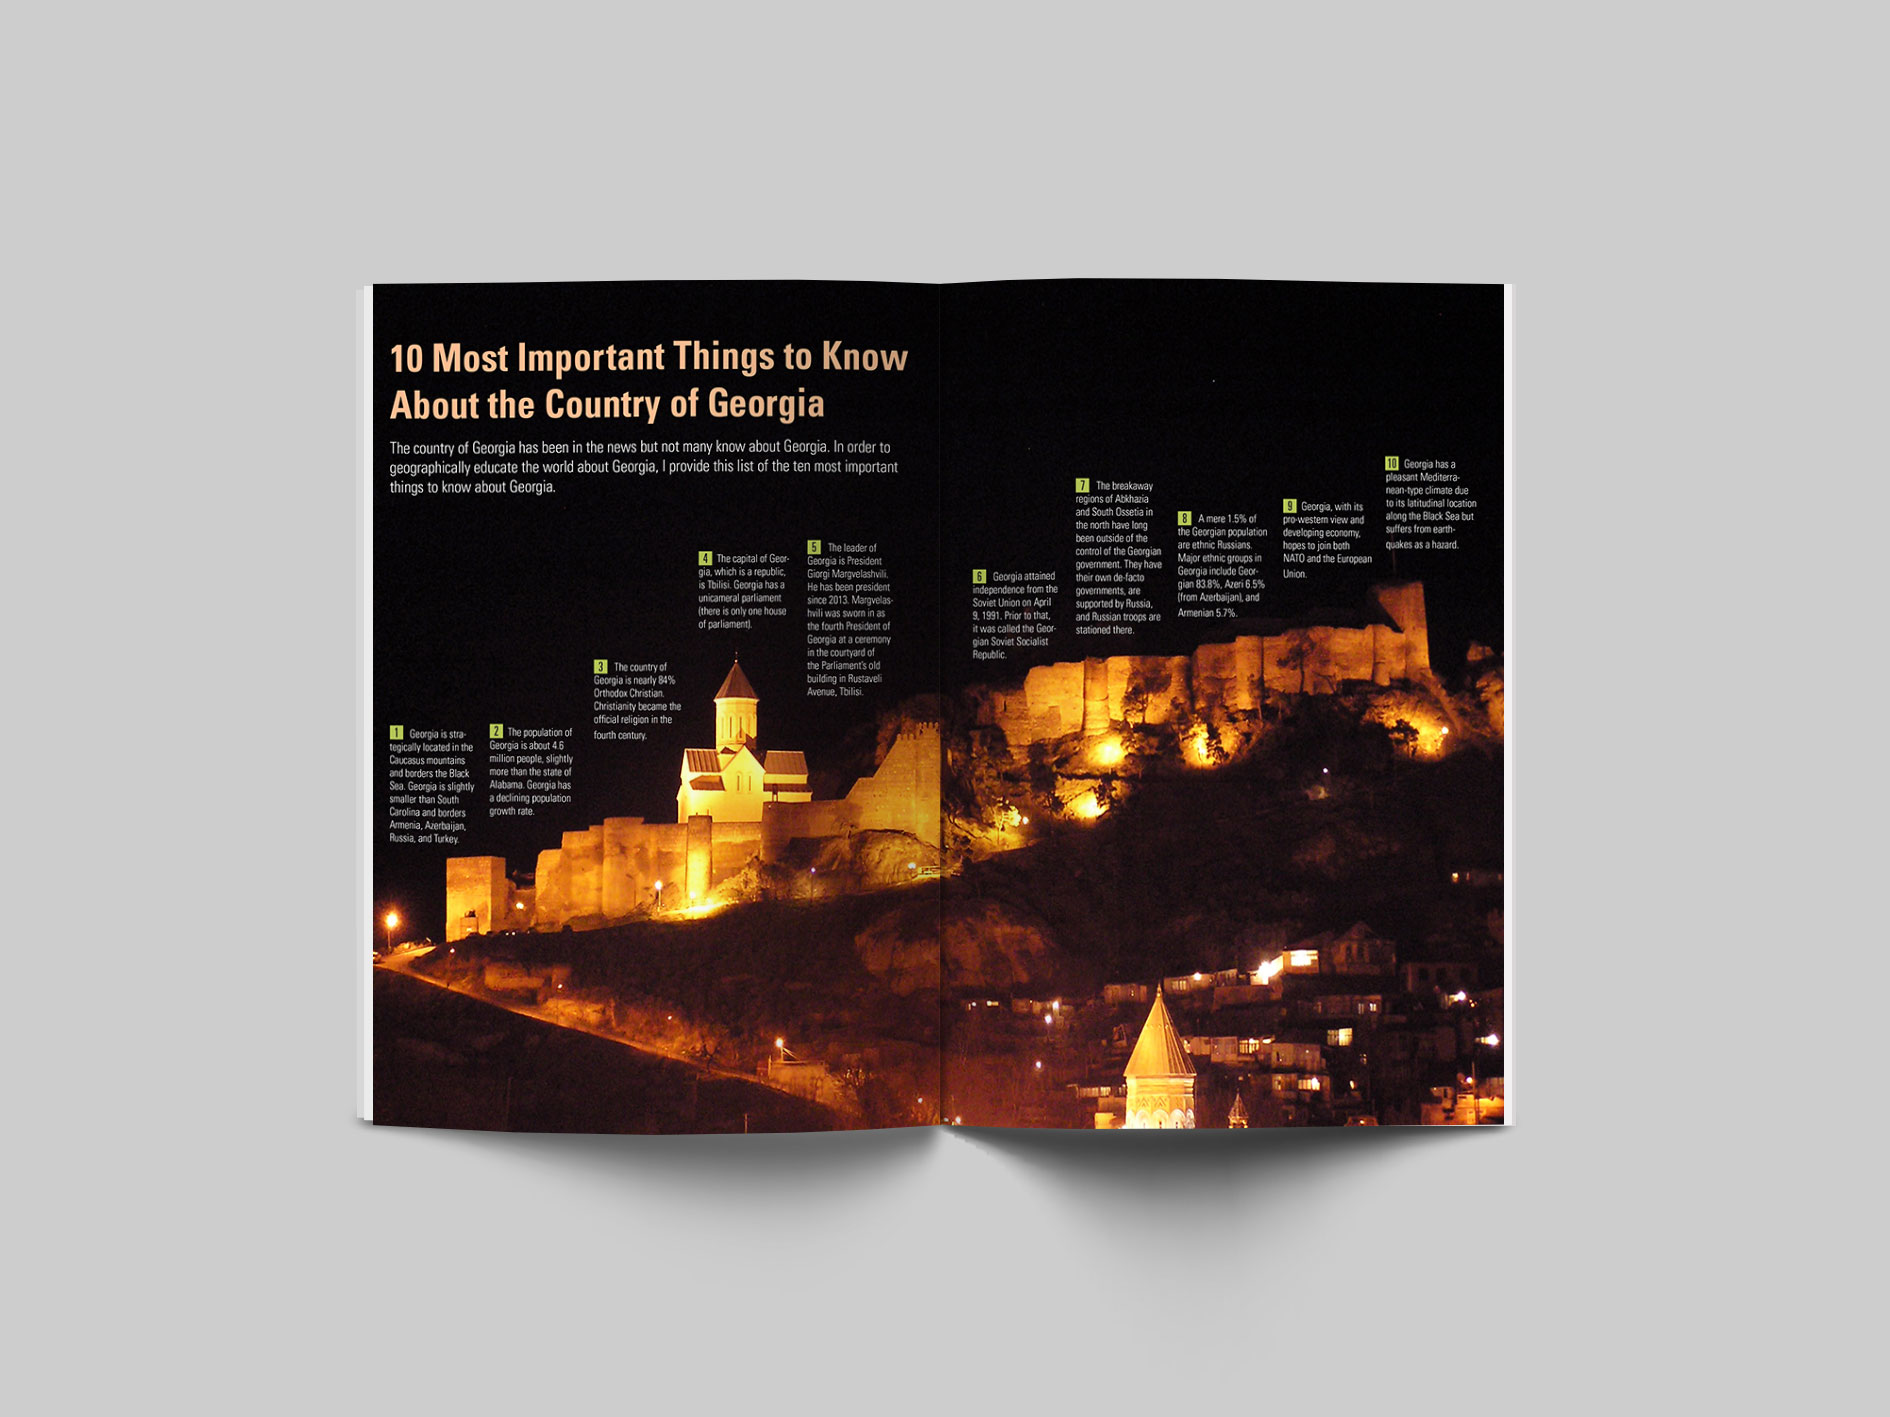 10 Most Important Things to Know
About the Country of Georgia
The country of Georgia has been in the news but not many know about Georgia. In order to
geographically educate the world about Georgia, I provide this list of the ten most important
things to know about Georgia.
1 Georgia is stra-
tegically located in the
Caucasus mountains
and borders the Black
Sea. Georgia is slightly
smaller than South
Carolina and borders
Armenia, Azerbaijan,
Russia, and Turkey.
2 The population of
Georgia is about 4.6
million people, slightly
more than the state of
Alabama. Georgia has
a declining population
growth rate.
3 The country of
Georgia is nearly 84%
Orthodox Christian.
Christianity became the
official religion in the
fourth century.
4 The capital of Geor-
gia, which is a republic,
is Tbilisi. Georgia has a
unicameral parliament
(there is only one house
of parliament).
5 The leader of
Georgia is President
Giorgi Margvelashvili.
He has been president
since 2013. Margvelas-
hvili was sworn in as
the fourth President of
Georgia at a ceremony
in the courtyard of
the Parliament's old
building in Rustaveli
Avenue, Tbilisi.
6 Georgia attained
independence from the
Soviet Union on April
9, 1991. Prior to that,
it was called the Geor-
gian Soviet Socialist
Republic.
7 The breakaway
regions of Abkhazia
and South Ossetia in
the north have long
been outside of the
control of the Georgian
government. They have
their own de-facto
governments, are
supported by Russia,
and Russian troops are
stationed there.
8 A mere 1.5% of
the Georgian population
are ethnic Russians.
Major ethnic groups in
Georgia include Geor-
gian 83.8%, Azeri 6.5%
(from Azerbaijan), and
Armenian 5.7%.
9 Georgia, with its
pro-western view and
developing economy,
hopes to join both
NATO and the European
Union.
10 Georgia has a
pleasant Mediterra-
nean-type climate due
to its latitudinal location
along the Black Sea but
suffers from earth-
quakes as a hazard.